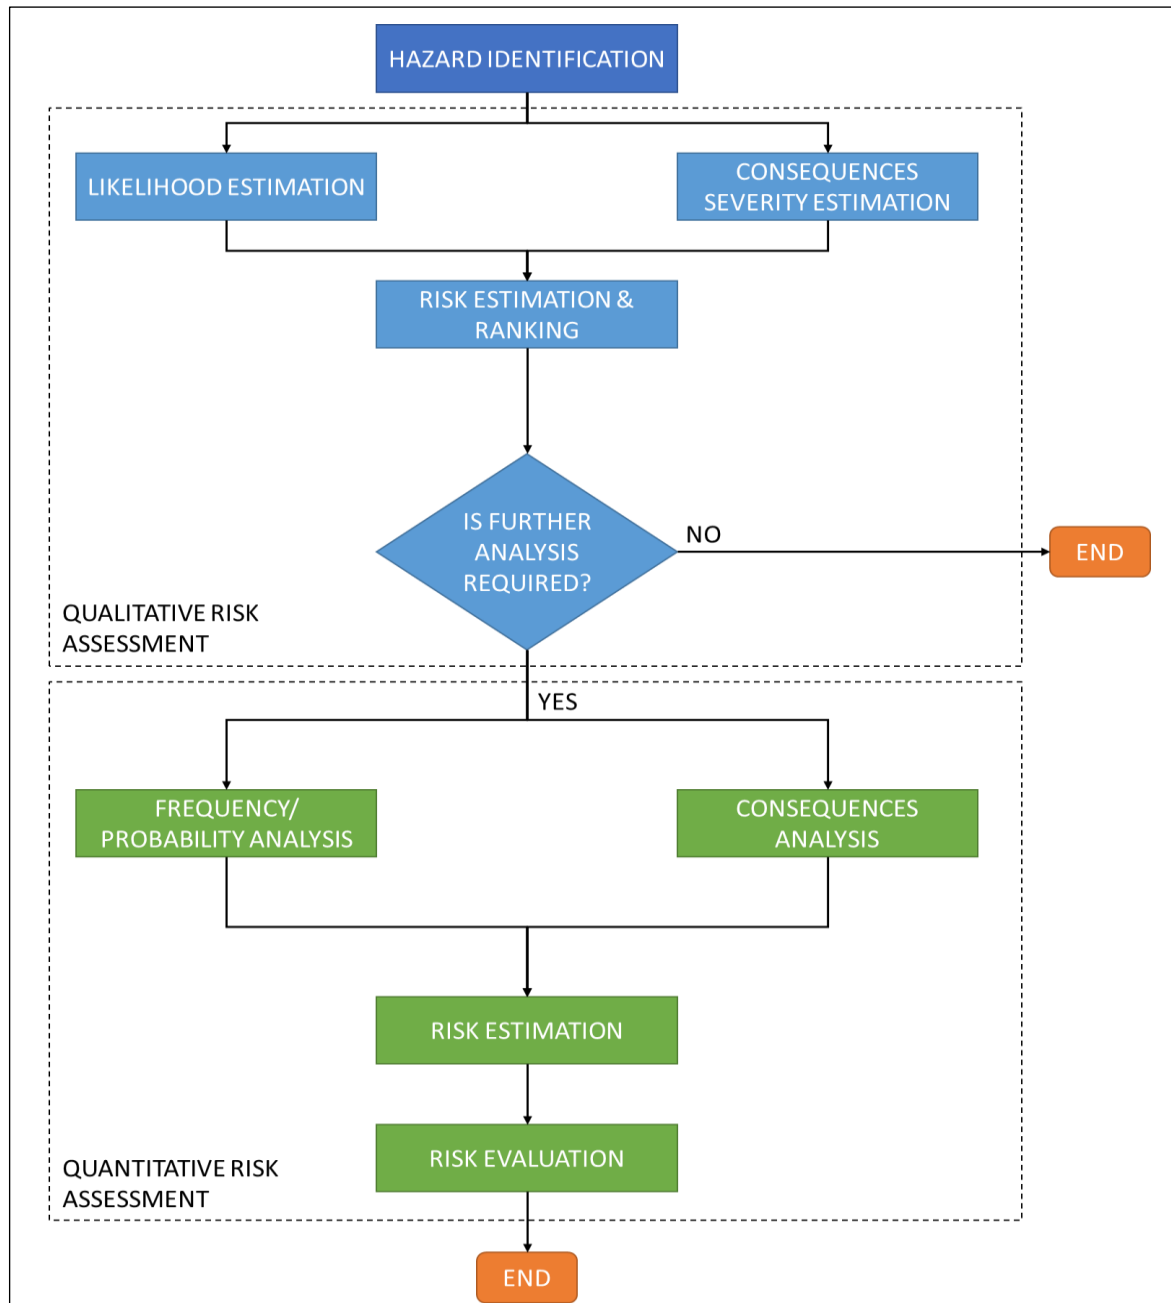 HAZARD IDENTIFICATION
LIKELIHOOD ESTIMATION
CONSEQUENCES
SEVERITY ESTIMATION
RISK ESTIMATION &
RANKING
IS FURTHER
ANALYSIS
REQUIRED?
NO
END
QUALITATIVE RISK
ASSESSMENT
YES
FREQUENCY/
PROBABILITY ANALYSIS
CONSEQUENCES
ANALYSIS
RISK ESTIMATION
RISK EVALUATION
QUANTITATIVE RISK
ASSESSMENT
END